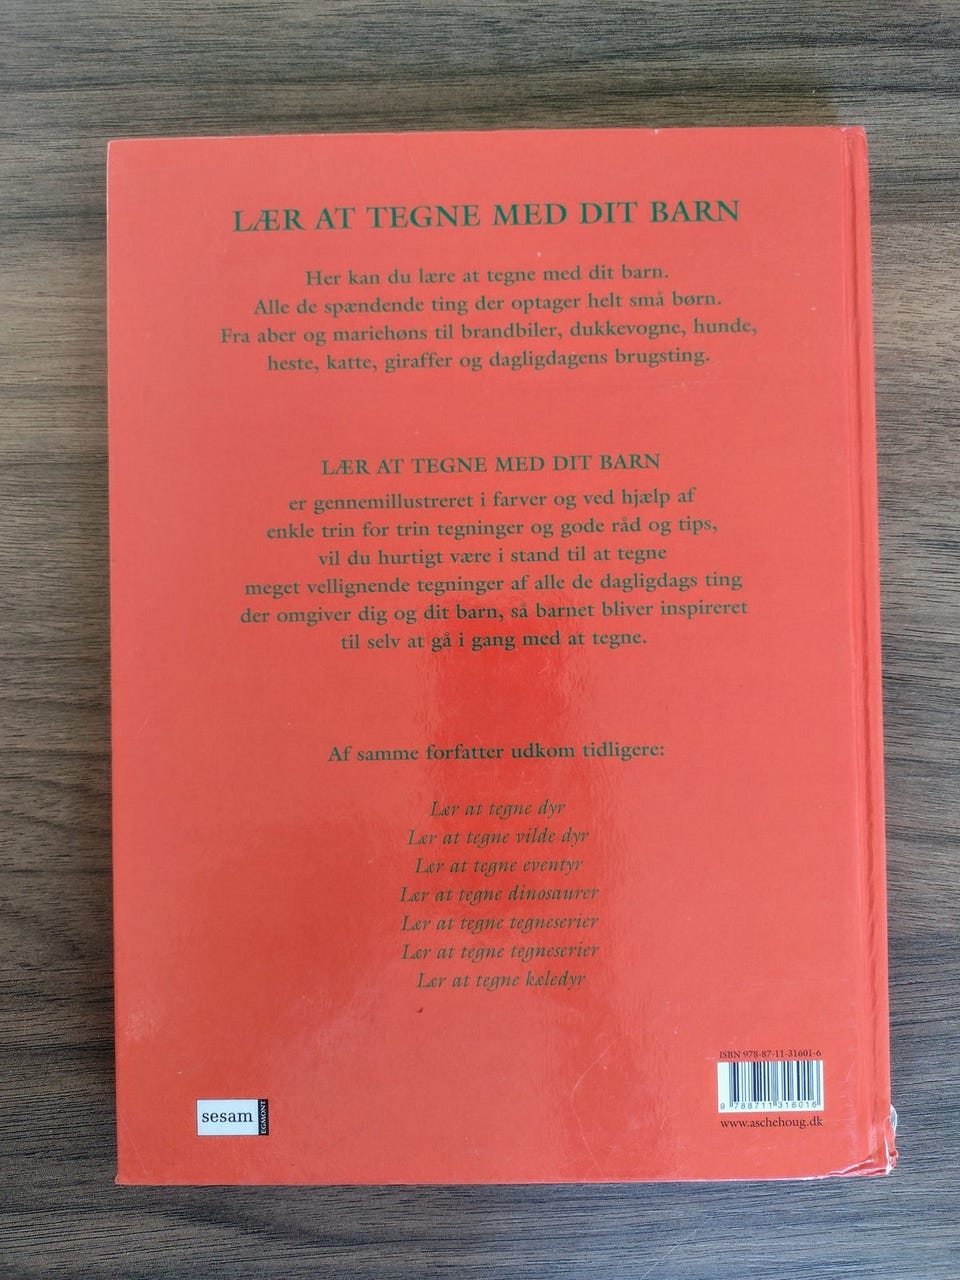 LÆR AT TEGNE MED DIT BARN
Her kan du lære at tegne med dit barn.
Alle de spændende ting der optager helt små børn.
Fra aber og mariehøns til brandbiler, dukkevogne, hunde,
heste, katte, giraffer og dagligdagens brugsting.
LÆR AT TEGNE MED DIT BARN
er gennemillustreret i farver og ved hjælp af
enkle trin for trin tegninger og gode råd og tips,
vil du hurtigt være i stand til at tegne
meget vellignende tegninger af alle de dagligdags ting
der omgiver dig og dit barn, så barnet bliver inspireret
til selv at gå i gang med at tegne.
Af samme forfatter udkom tidligere:
Lær at tegne dyr
Lær at tegne vilde dyr
Lær at tegne eventyr
Lær at tegne dinosaurer
Lær at tegne tegneserier
Lær at tegne tegneserier
Lær at tegne kæledyr
sesam EGMONT
ISBN 978-87-11-31601-6
9 788711 316016
www.aschehoug.dk